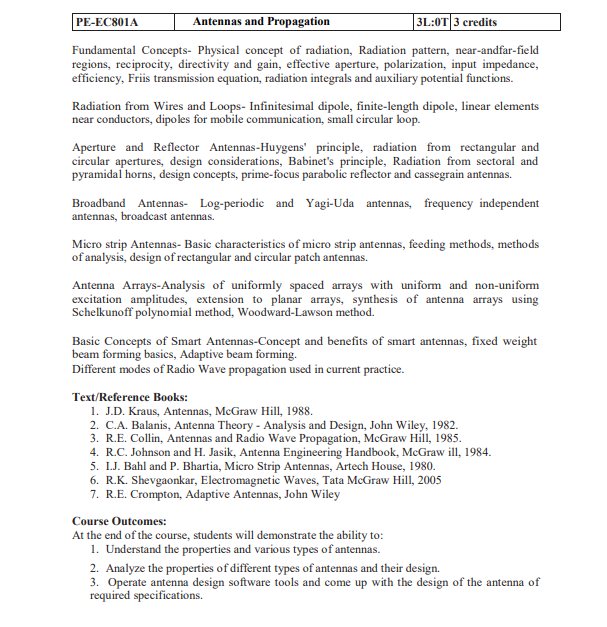 PE-EC801A Antennas and Propagation 3L:0T 3 credits
Fundamental Concepts- Physical concept of radiation, Radiation pattern, near-andfar-field
regions, reciprocity, directivity and gain, effective aperture, polarization, input impedance,
efficiency, Friis transmission equation, radiation integrals and auxiliary potential functions.
Radiation from Wires and Loops- Infinitesimal dipole, finite-length dipole, linear elements
near conductors, dipoles for mobile communication, small circular loop.
Aperture and Reflector Antennas-Huygens' principle, radiation from rectangular and
circular apertures, design considerations, Babinet's principle, Radiation from sectoral and
pyramidal horns, design concepts, prime-focus parabolic reflector and cassegrain antennas.
Broadband Antennas- Log-periodic and Yagi-Uda antennas, frequency independent
antennas, broadcast antennas.
Micro strip Antennas- Basic characteristics of micro strip antennas, feeding methods, methods
of analysis, design of rectangular and circular patch antennas.
Antenna Arrays-Analysis of uniformly spaced arrays with uniform and non-uniform
excitation amplitudes, extension to planar arrays, synthesis of antenna arrays using
Schelkunoff polynomial method, Woodward-Lawson method.
Basic Concepts of Smart Antennas-Concept and benefits of smart antennas, fixed weight
beam forming basics, Adaptive beam forming.
Different modes of Radio Wave propagation used in current practice.
Text/Reference Books:
1. J.D. Kraus, Antennas, McGraw Hill, 1988.
2. C.A. Balanis, Antenna Theory - Analysis and Design, John Wiley, 1982.
3. R.E. Collin, Antennas and Radio Wave Propagation, McGraw Hill, 1985.
4. R.C. Johnson and H. Jasik, Antenna Engineering Handbook, McGraw ill, 1984.
5. I.J. Bahl and P. Bhartia, Micro Strip Antennas, Artech House, 1980.
6. R.K. Shevgaonkar, Electromagnetic Waves, Tata McGraw Hill, 2005
7. R.E. Crompton, Adaptive Antennas, John Wiley
Course Outcomes:
At the end of the course, students will demonstrate the ability to:
1. Understand the properties and various types of antennas.
2. Analyze the properties of different types of antennas and their design.
3. Operate antenna design software tools and come up with the design of the antenna of
required specifications.